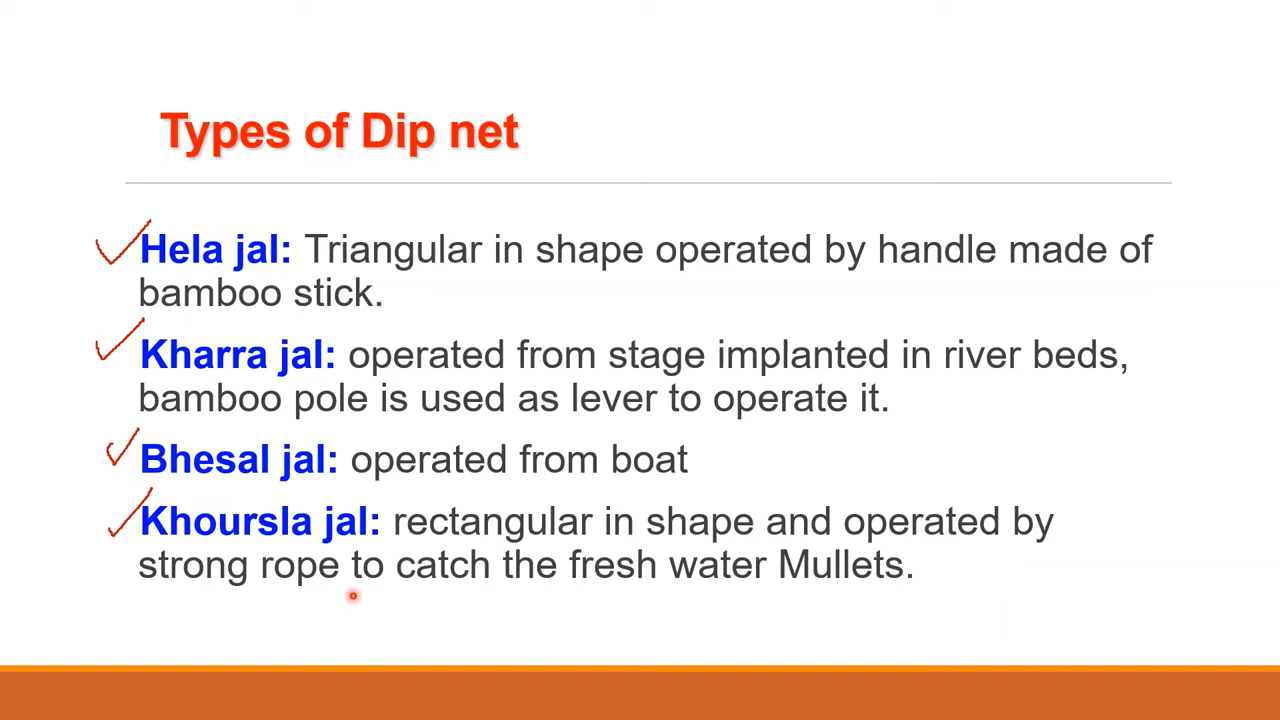 Types of Dip net
Hela jal: Triangular in shape operated by handle made of
bamboo stick.
Kharra jal: operated from stage implanted in river beds,
bamboo pole is used as lever to operate it.
Bhesal jal: operated from boat
Khoursla jal: rectangular in shape and operated by
strong rope to catch the fresh water Mullets.